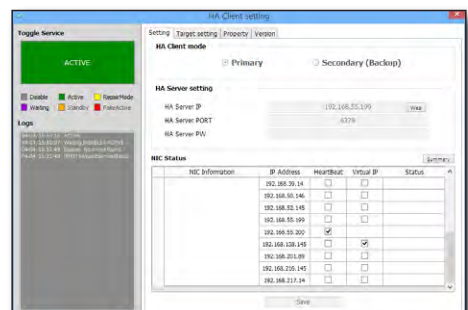 HA Client setting
Toggle Service
ACTIVE
Disable Active RepairMode
Waiting Standby FakeActive
Logs
Setting Target setting Property Version
HA Client mode
Primary Secondary (Backup)
HA Server setting
HA Server IP 192.168.55.199 Web
HA Server PORT 6379
HA Server PW
NIC Status Summary
NIC Information IP Address HeartBeat Virtual IP Status
192.168.39.14
192.168.50.146
192.168.52.145
192.168.55.199
192.168.55.200
192.168.128.145
192.168.201.89
192.168.216.145
192.168.217.14
Save